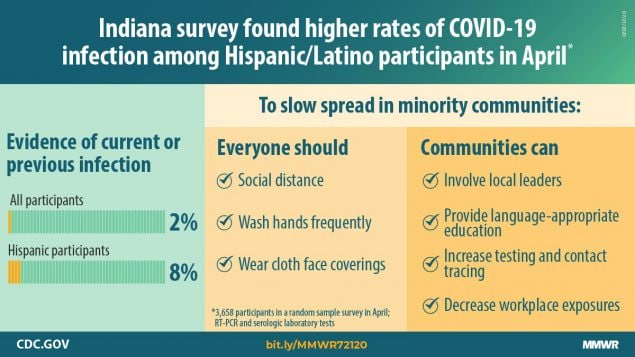 Indiana survey found higher rates of COVID-19
infection among Hispanic/Latino participants in April*
To slow spread in minority communities:
Evidence of current or
previous infection
All participants
2%
Hispanic participants
8%
Everyone should
Social distance
Wash hands frequently
Wear cloth face coverings
*3,658 participants in a random sample survey in April;
RT-PCR and serologic laboratory tests
Communities can
Involve local leaders
Provide language-appropriate
education
Increase testing and contact
tracing
Decrease workplace exposures
CDC.GOV
bit.ly/MMWR72120
MMWR